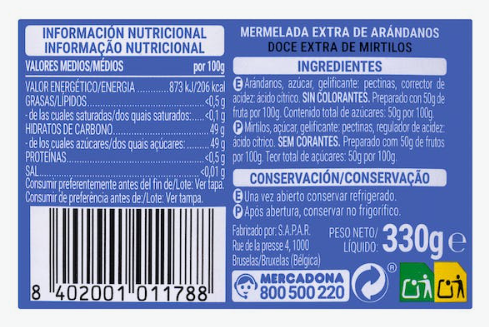 INFORMACIÓN NUTRICIONAL
INFORMAÇÃO NUTRICIONAL
VALORES MEDIOS/MÉDIOS por 100g
VALOR ENERGÉTICO/ENERGIA.............873 kJ/206 kcal
GRASAS/LÍPIDOS...............<0,5 g
- de las cuales saturadas/dos quais saturados:....<0,1 g
HIDRATOS DE CARBONO...............49 g
- de los cuales azúcares/dos quais açúcares:......49 g
PROTEÍNAS...............<0,5 g
SAL...............<0,01 g
Consumir preferentemente antes del fin de/Lote: Ver tapa.
Consumir de preferência antes de:/Lote: Ver tampa.
8 402001 011788
MERMELADA EXTRA DE ARÁNDANOS
DOCE EXTRA DE MIRTILOS
INGREDIENTES
E Arándanos, azúcar, gelificante: pectinas, corrector de
acidez: ácido cítrico. SIN COLORANTES. Preparado con 50g de
fruta por 100g. Contenido total de azúcares: 50g por 100g.
P Mirtilos, açúcar, gelificante: pectinas, regulador de acidez:
ácido cítrico. SEM CORANTES. Preparado com 50g de frutos
por 100g. Teor total de açúcares: 50g por 100g.
CONSERVACIÓN/CONSERVAÇÃO
E Una vez abierto conservar refrigerado.
P Após abertura, conservar no frigorífico.
Fabricado por: S.A.P.A.R.
Rue de la presse 4, 1000
Bruselas/Bruxelas (Bélgica)
PESO NETO/
LÍQUIDO: 330g e
MERCADONA
800 500 220
®